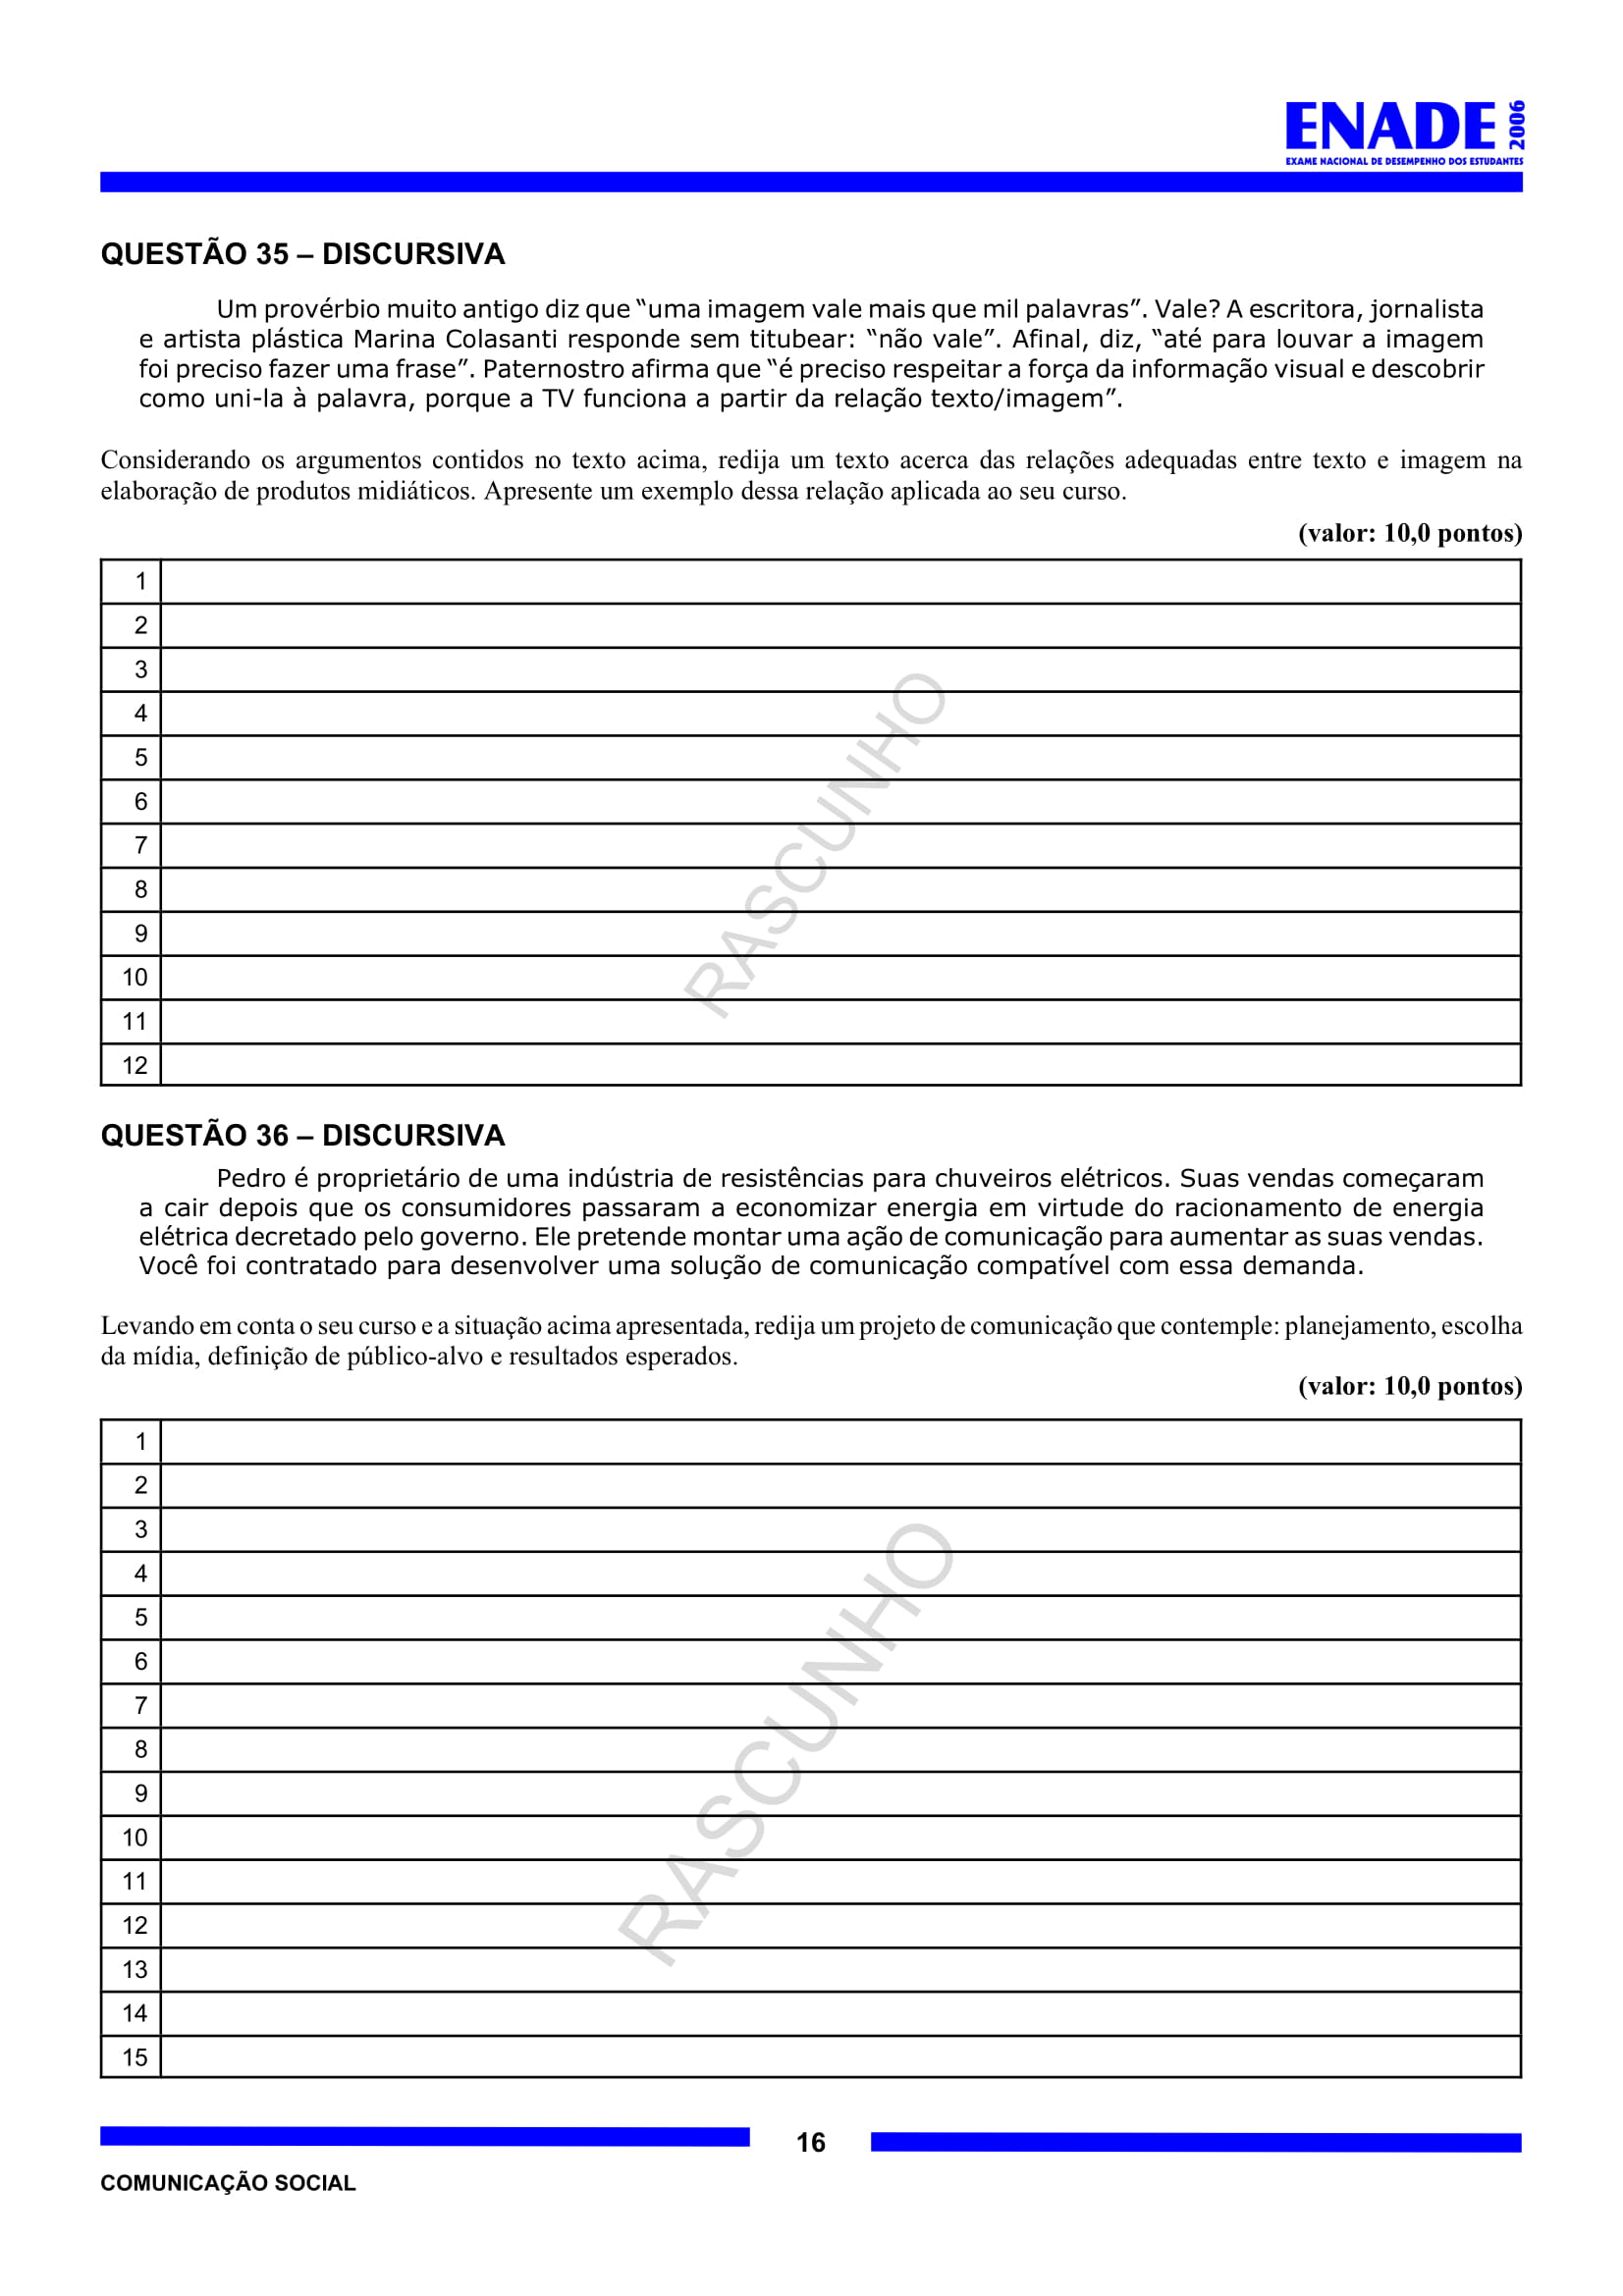 ENADE 2006
EXAME NACIONAL DE DESEMPENHO DOS ESTUDANTES
QUESTÃO 35 – DISCURSIVA
Um provérbio muito antigo diz que “uma imagem vale mais que mil palavras”. Vale? A escritora, jornalista
e artista plástica Marina Colasanti responde sem titubear: “não vale”. Afinal, diz, “até para louvar a imagem
foi preciso fazer uma frase”. Paternostro afirma que “é preciso respeitar a força da informação visual e descobrir
como uni-la à palavra, porque a TV funciona a partir da relação texto/imagem”.
Considerando os argumentos contidos no texto acima, redija um texto acerca das relações adequadas entre texto e imagem na
elaboração de produtos midiáticos. Apresente um exemplo dessa relação aplicada ao seu curso.
(valor: 10,0 pontos)
1
2
3
4
5
6
7
8
9
10
11
12
RASCUNHO
QUESTÃO 36 – DISCURSIVA
Pedro é proprietário de uma indústria de resistências para chuveiros elétricos. Suas vendas começaram
a cair depois que os consumidores passaram a economizar energia em virtude do racionamento de energia
elétrica decretado pelo governo. Ele pretende montar uma ação de comunicação para aumentar as suas vendas.
Você foi contratado para desenvolver uma solução de comunicação compatível com essa demanda.
Levando em conta o seu curso e a situação acima apresentada, redija um projeto de comunicação que contemple: planejamento, escolha
da mídia, definição de público-alvo e resultados esperados.
(valor: 10,0 pontos)
1
2
3
4
5
6
7
8
9
10
11
12
13
14
15
RASCUNHO
16
COMUNICAÇÃO SOCIAL